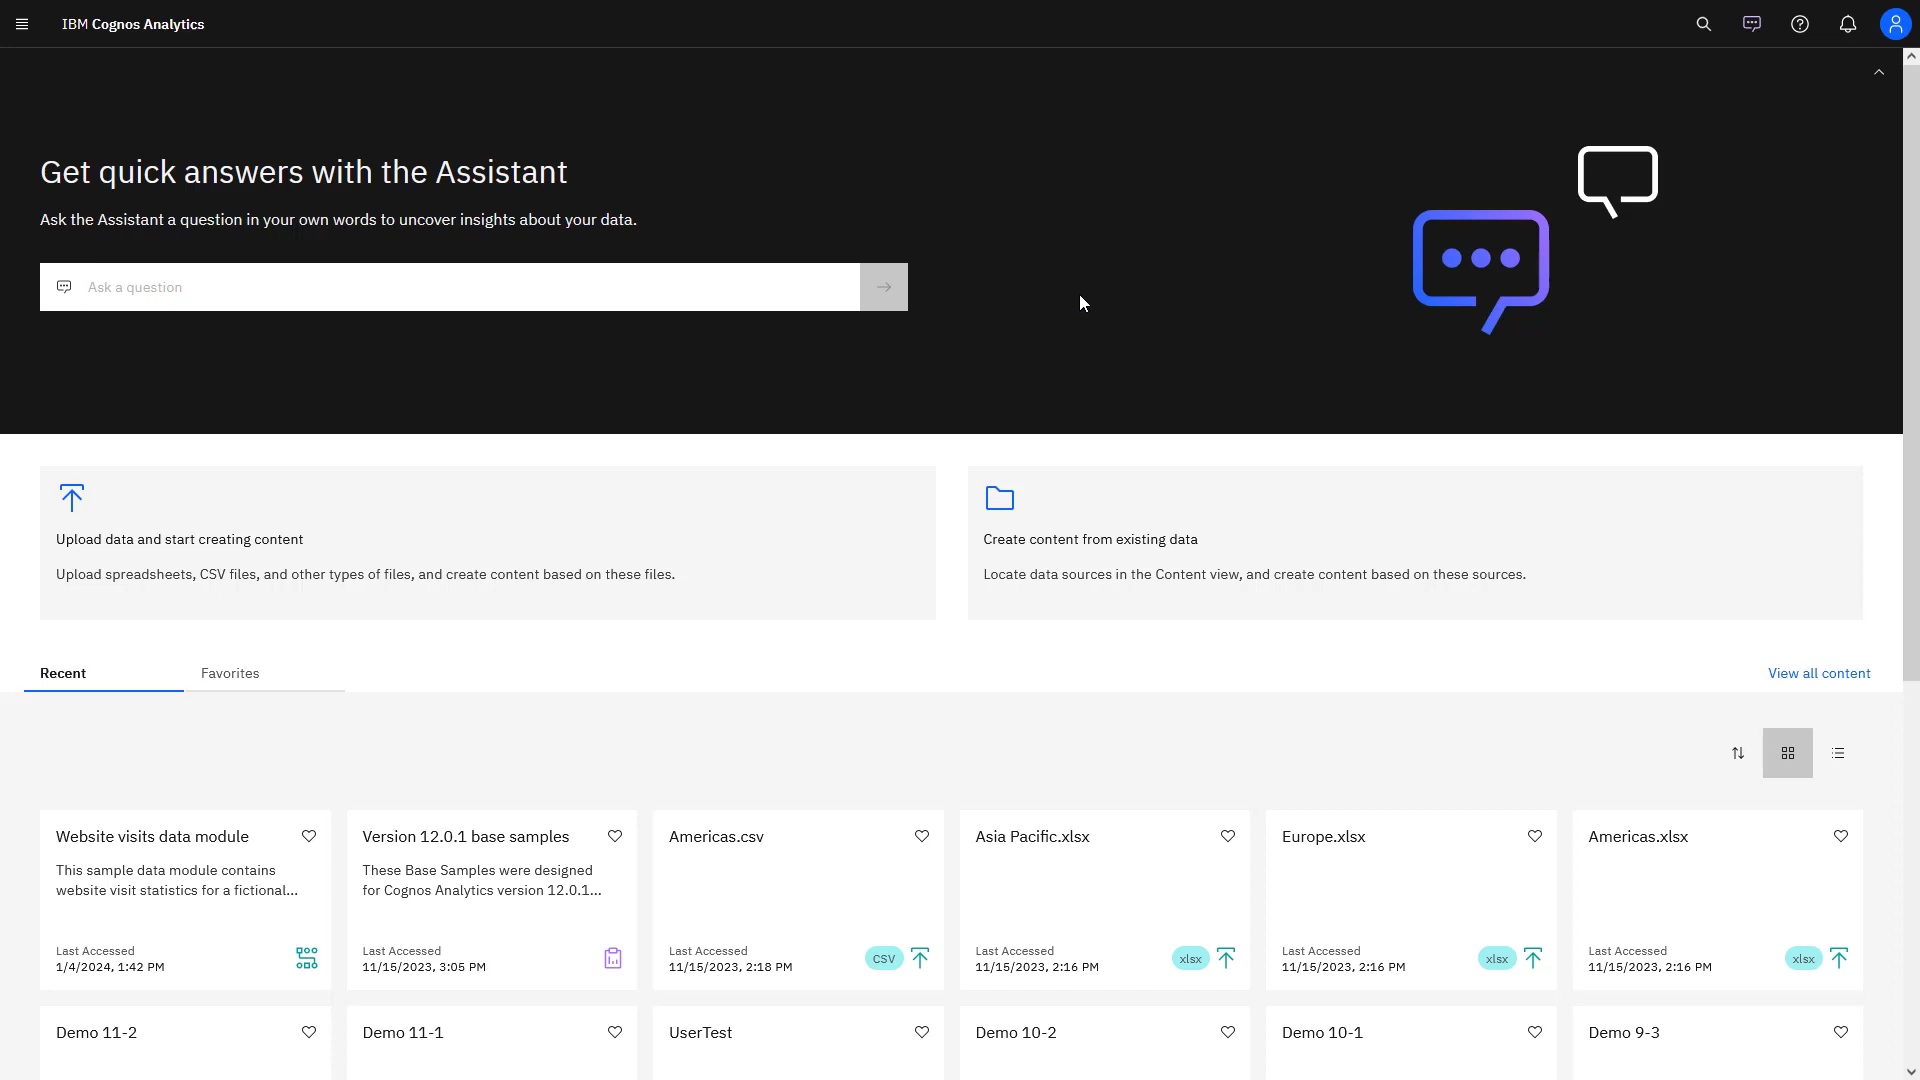 IBM Cognos Analytics
Get quick answers with the Assistant
Ask the Assistant a question in your own words to uncover insights about your data.
Ask a question
Upload data and start creating content
Upload spreadsheets, CSV files, and other types of files, and create content based on these files.
Create content from existing data
Locate data sources in the Content view, and create content based on these sources.
Recent
Favorites
View all content
Website visits data module
This sample data module contains
website visit statistics for a fictional...
Last Accessed
1/4/2024, 1:42 PM
Version 12.0.1 base samples
These Base Samples were designed
for Cognos Analytics version 12.0.1...
Last Accessed
11/15/2023, 3:05 PM
Americas.csv
Last Accessed
11/15/2023, 2:18 PM
CSV
Asia Pacific.xlsx
Last Accessed
11/15/2023, 2:16 PM
xlsx
Europe.xlsx
Last Accessed
11/15/2023, 2:16 PM
xlsx
Americas.xlsx
Last Accessed
11/15/2023, 2:16 PM
xlsx
Demo 11-2
Demo 11-1
UserTest
Demo 10-2
Demo 10-1
Demo 9-3